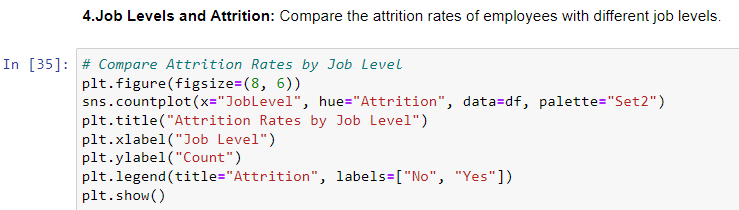 4.Job Levels and Attrition: Compare the attrition rates of employees with different job levels.
In [35]: # Compare Attrition Rates by Job Level
plt.figure(figsize=(8, 6))
sns.countplot(x="JobLevel", hue="Attrition", data=df, palette="Set2")
plt.title("Attrition Rates by Job Level")
plt.xlabel("Job Level")
plt.ylabel("Count")
plt.legend(title="Attrition", labels=["No", "Yes"])
plt.show()